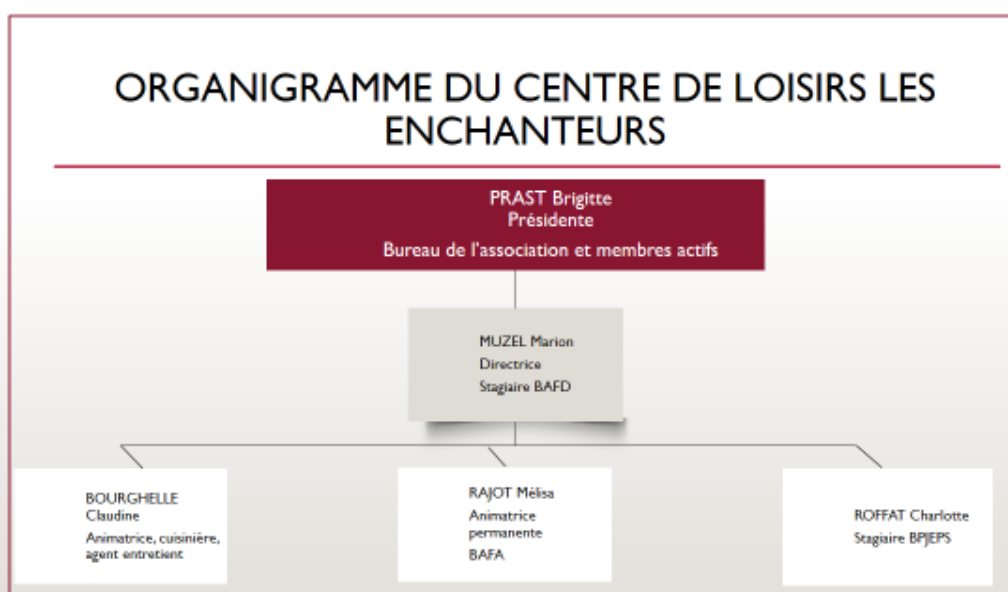 ORGANIGRAMME DU CENTRE DE LOISIRS LES
ENCHANTEURS
PRAST Brigitte
Présidente
Bureau de l'association et membres actifs
MUZEL Marion
Directrice
Stagiaire BAFD
BOURGHELLE
Claudine
Animatrice, cuisinière,
agent entretient
RAJOT Mélisa
Animatrice
permanente
BAFA
ROFFAT Charlotte
Stagiaire BPJEPS